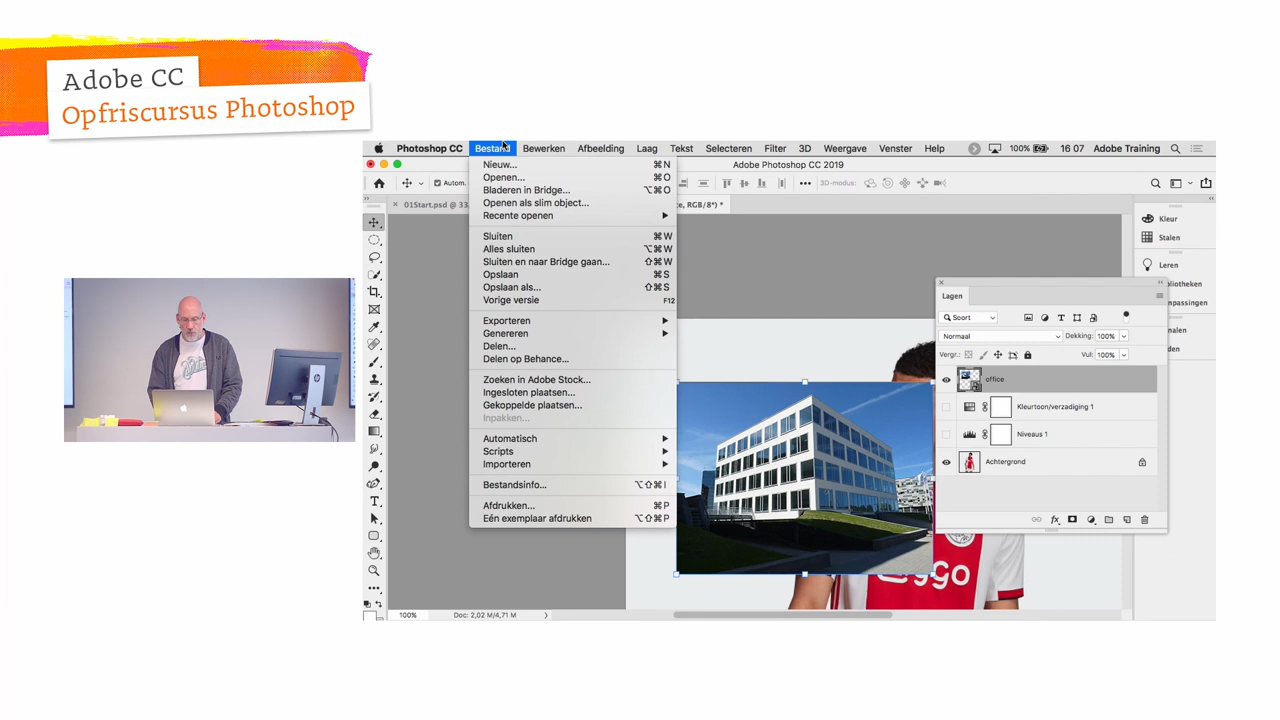 Adobe CC
Opfriscursus Photoshop
Photoshop CC Bestand Bewerken Afbeelding Laag Tekst Selecteren Filter 3D Weergave Venster Help 100% 16 07 Adobe Training
Adobe Photoshop CC 2019
Autom. 3D-modus:
01Start.psd @ 33, e, RGB/8*) *
Nieuw... ⌘N
Openen... ⌘O
Bladeren in Bridge... ⌥⌘O
Openen als slim object...
Recente openen
Sluiten ⌘W
Alles sluiten ⌥⌘W
Sluiten en naar Bridge gaan... ⇧⌘W
Opslaan ⌘S
Opslaan als... ⇧⌘S
Vorige versie F12
Exporteren
Genereren
Delen...
Delen op Behance...
Zoeken in Adobe Stock...
Ingesloten plaatsen...
Gekoppelde plaatsen...
Inpakken...
Automatisch
Scripts
Importeren
Bestandsinfo... ⌥⇧⌘I
Afdrukken... ⌘P
Eén exemplaar afdrukken ⌥⇧⌘P
Kleur
Stalen
Leren
bliotheken
npassingen
nalen
den
Lagen
Soort
Normaal Dekking: 100%
Vergr.: Vul: 100%
office
Kleurtoon/verzadiging 1
Niveaus 1
Achtergrond
ggo
100% Doc: 2,02 M/4,71 M